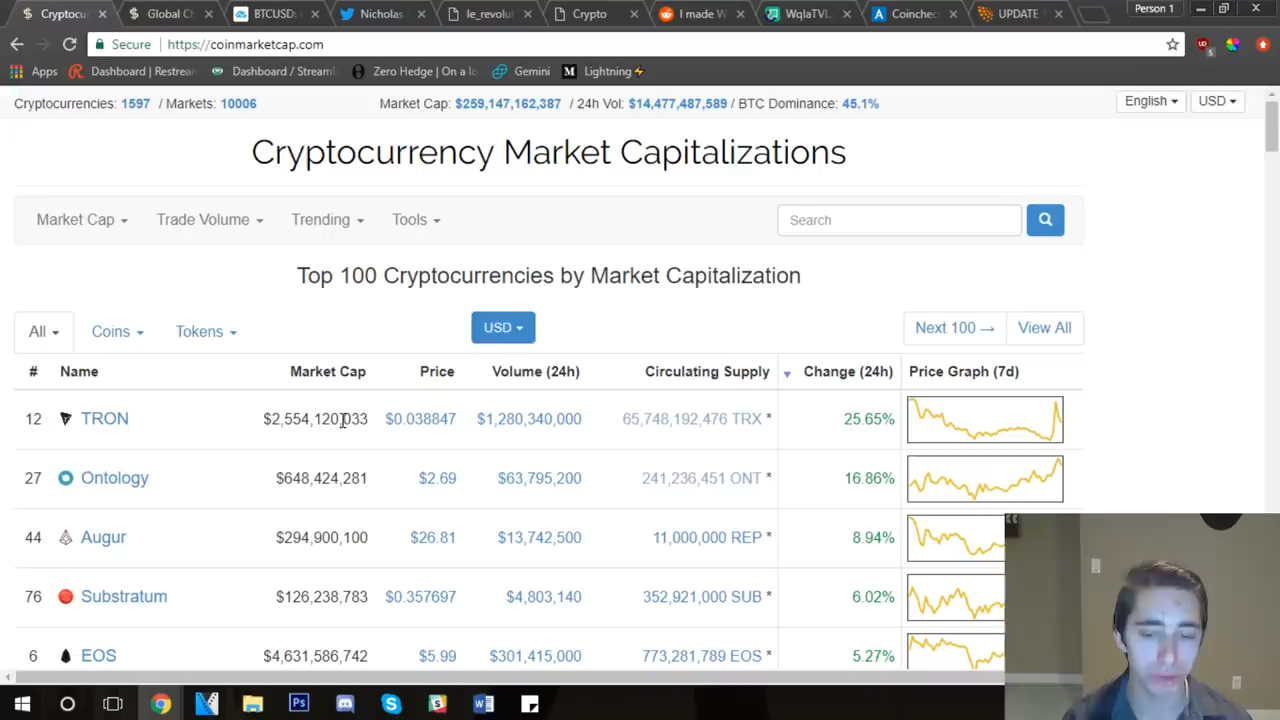 Cryptocu
Global Ch
BTCUSD:
Nicholas
le_revolu
Crypto
I made W
WqlaTVL
Coinchec
UPDATE
Person 1
Secure
https://coinmarketcap.com
Apps
Dashboard | Restrea
Dashboard / Streaml
Zero Hedge | On a lo
Gemini
Lightning⚡
Cryptocurrencies: 1597 / Markets: 10006
Market Cap: $259,147,162,387 / 24h Vol: $14,477,487,589 / BTC Dominance: 45.1%
English
USD
Cryptocurrency Market Capitalizations
Market Cap
Trade Volume
Trending
Tools
Search
Top 100 Cryptocurrencies by Market Capitalization
All
Coins
Tokens
USD
Next 100 →
View All
# Name Market Cap Price Volume (24h) Circulating Supply Change (24h) Price Graph (7d)
12 TRON $2,554,120,033 $0.038847 $1,280,340,000 65,748,192,476 TRX * 25.65%
27 Ontology $648,424,281 $2.69 $63,795,200 241,236,451 ONT * 16.86%
44 Augur $294,900,100 $26.81 $13,742,500 11,000,000 REP * 8.94%
76 Substratum $126,238,783 $0.357697 $4,803,140 352,921,000 SUB * 6.02%
6 EOS $4,631,586,742 $5.99 $301,415,000 773,281,789 EOS * 5.27%